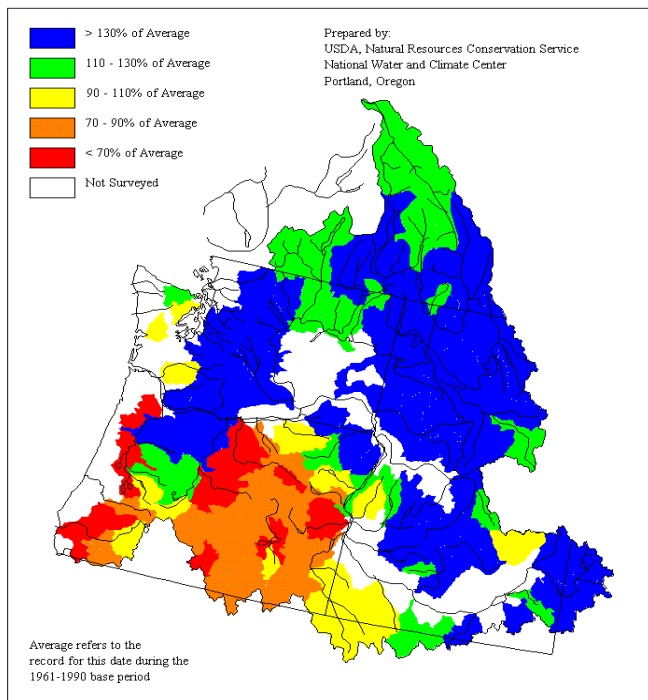 > 130% of Average
110 - 130% of Average
90 - 110% of Average
70 - 90% of Average
< 70% of Average
Not Surveyed
Prepared by:
USDA, Natural Resources Conservation Service
National Water and Climate Center
Portland, Oregon
Average refers to the
record for this date during the
1961-1990 base period